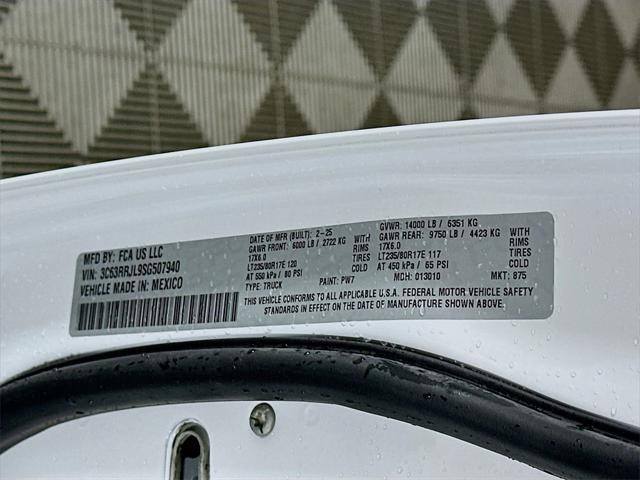 MFD BY: FCA US LLC
VIN: 3C63RRJL9SG507940
VEHICLE MADE IN: MEXICO
DATE OF MFR (BUILT): 2-25
GAWR FRONT: 6000 LB / 2722 KG WITH
17X6.0 RIMS
LT235/80R17E 120 TIRES
AT 550 kPa / 80 PSI COLD
TYPE: TRUCK PAINT: PW7
GVWR: 14000 LB / 6351 KG
GAWR REAR: 9750 LB / 4423 KG WITH
17X6.0 RIMS
LT235/80R17E 117 TIRES
AT 450 kPa / 65 PSI COLD
MDH: 013010 MKT: 875
THIS VEHICLE CONFORMS TO ALL APPLICABLE U.S.A. FEDERAL MOTOR VEHICLE SAFETY
STANDARDS IN EFFECT ON THE DATE OF MANUFACTURE SHOWN ABOVE.